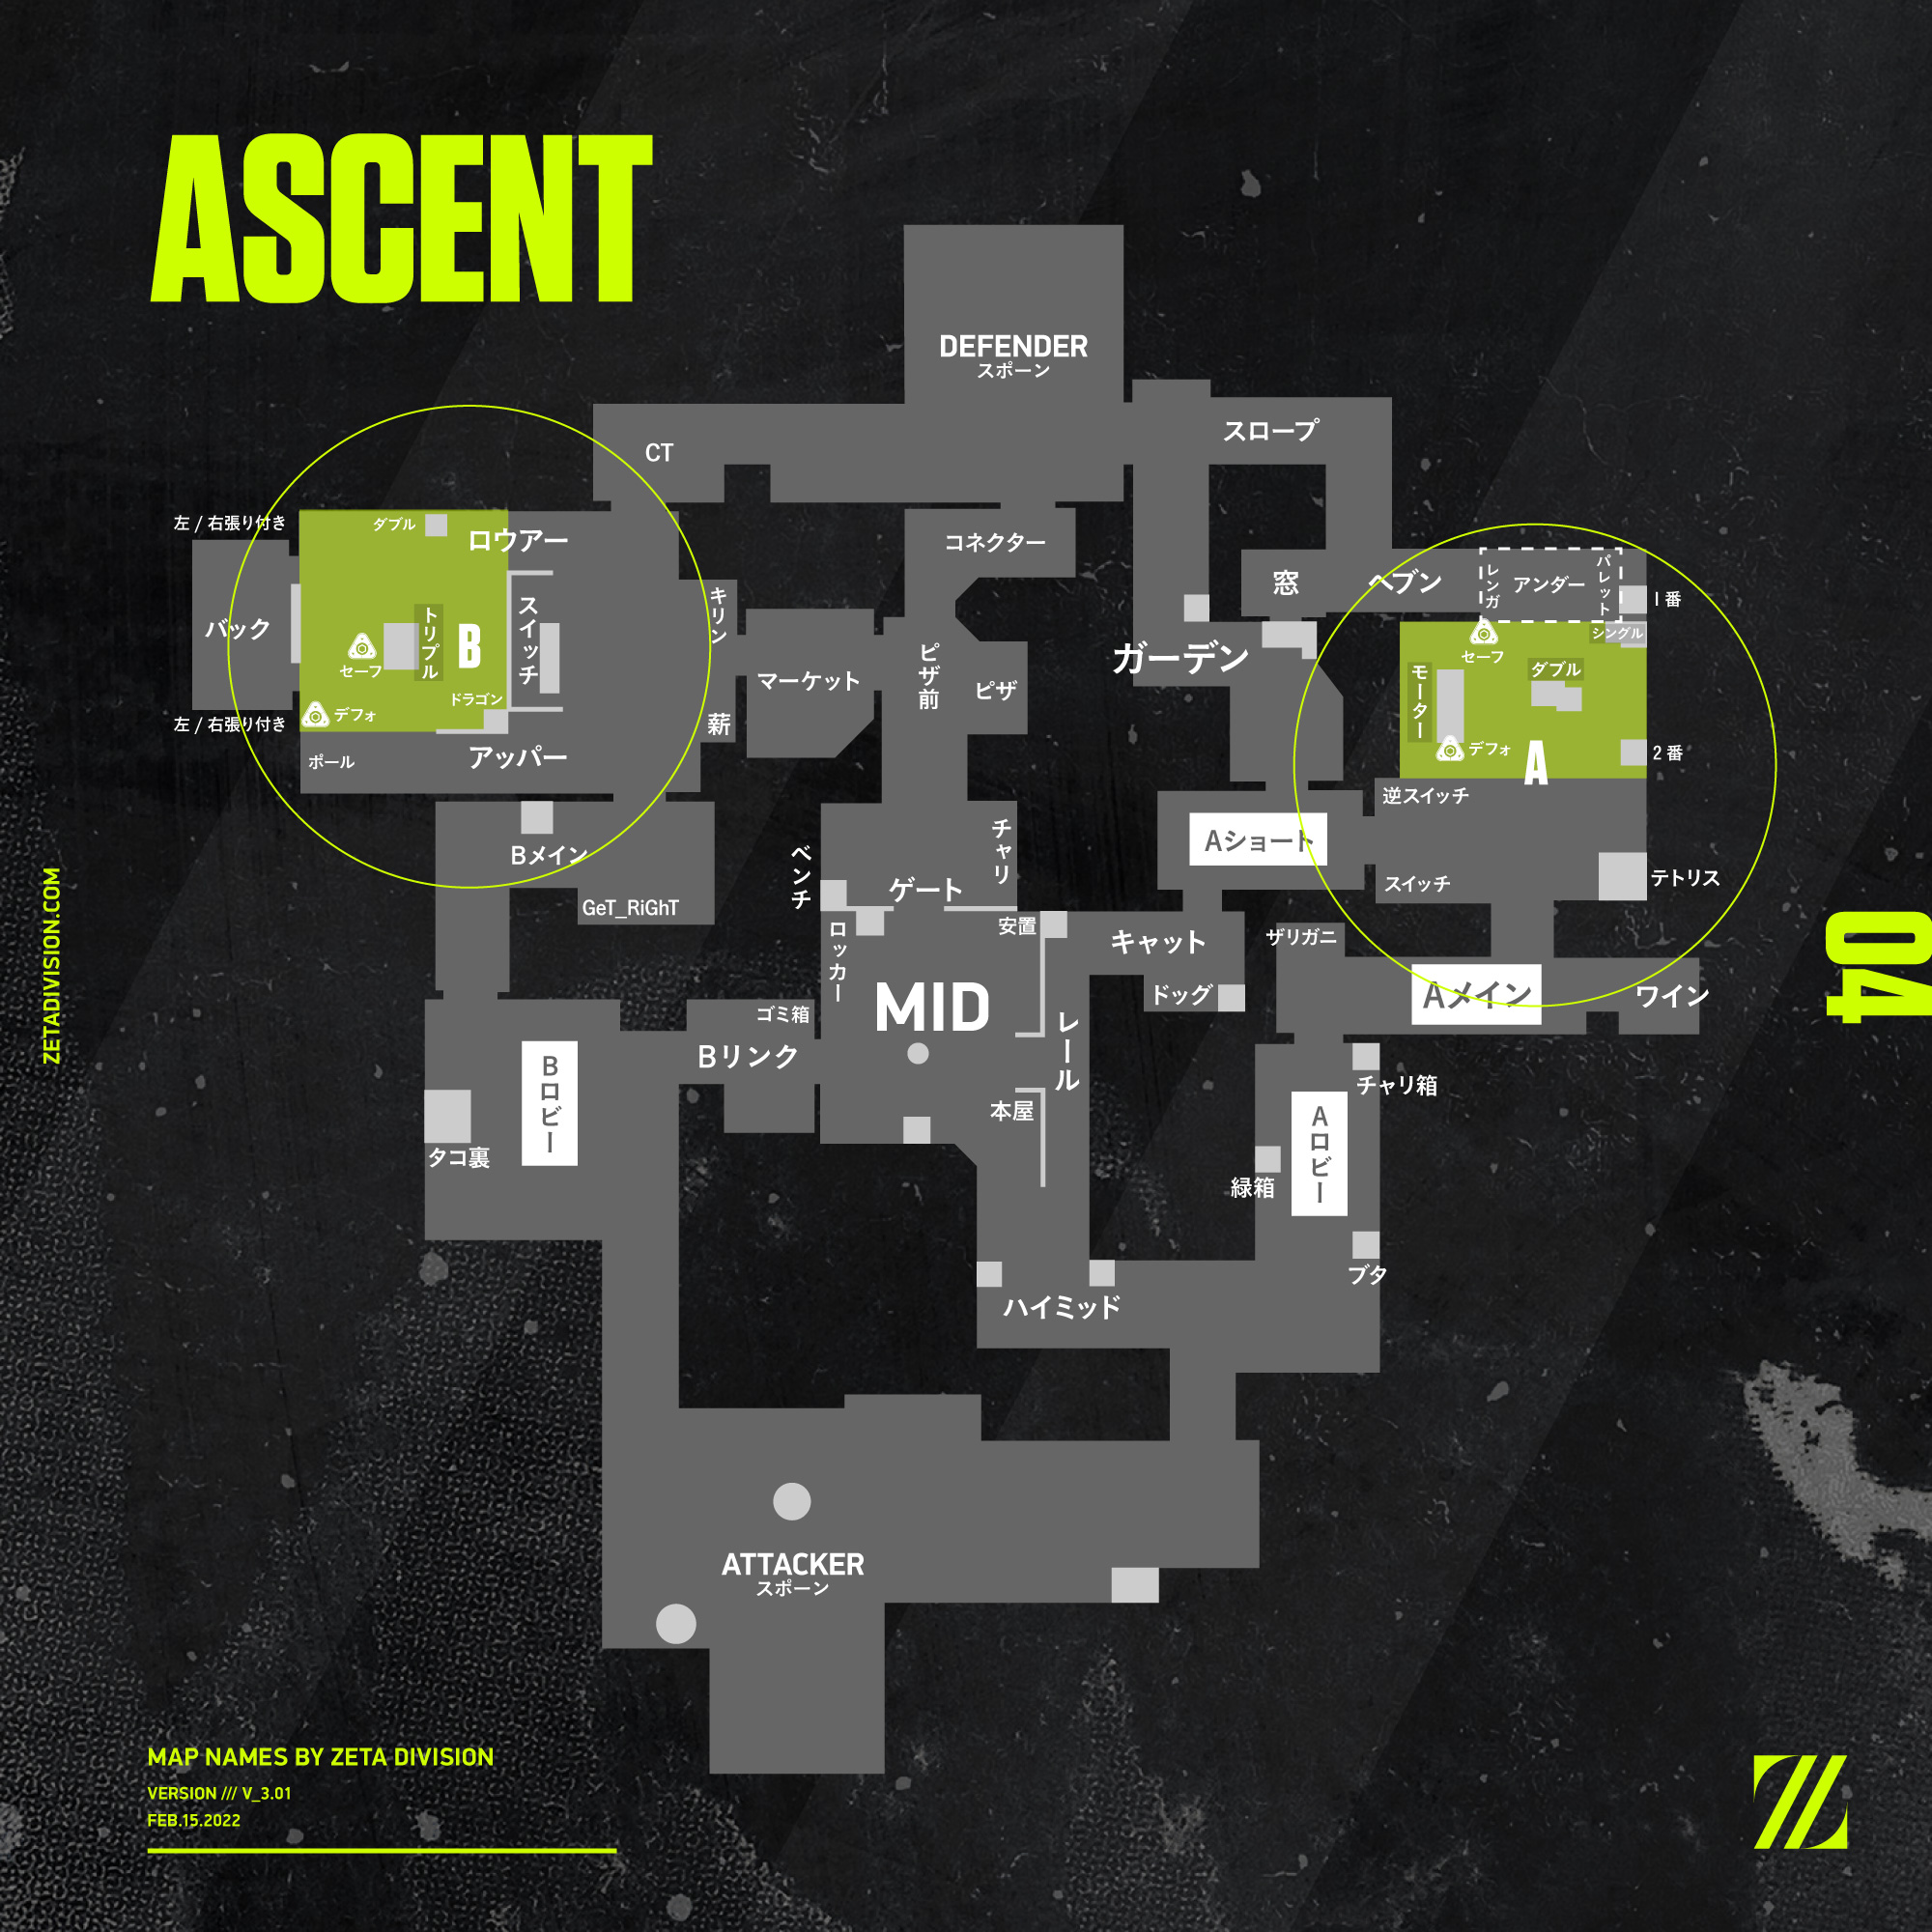 ASCENT
DEFENDER
スポーン
スロープ
CT
左 / 右張り付き
ダブル
ロウアー
コネクター
窓
ヘブン
レンガ
アンダー
パレット
1番
バック
セーフ
トリプル
B
スイッチ
キリン
マーケット
ピザ前
ピザ
ガーデン
シングル
セーフ
ダブル
モーター
デフォ
A
2番
ドラゴン
デフォ
左 / 右張り付き
薪
アッパー
ポール
逆スイッチ
Aショート
Bメイン
ベンチ
チャリ
ゲート
スイッチ
テトリス
GeT_RiGhT
ロッカー
安置
キャット
ザリガニ
ドッグ
Aメイン
ワイン
MID
ゴミ箱
Bリンク
レール
本屋
Bロビー
タコ裏
チャリ箱
Aロビー
緑箱
ブタ
ハイミッド
ATTACKER
スポーン
ZETADIVISION.COM
04
MAP NAMES BY ZETA DIVISION
VERSION /// V_3.01
FEB.15.2022